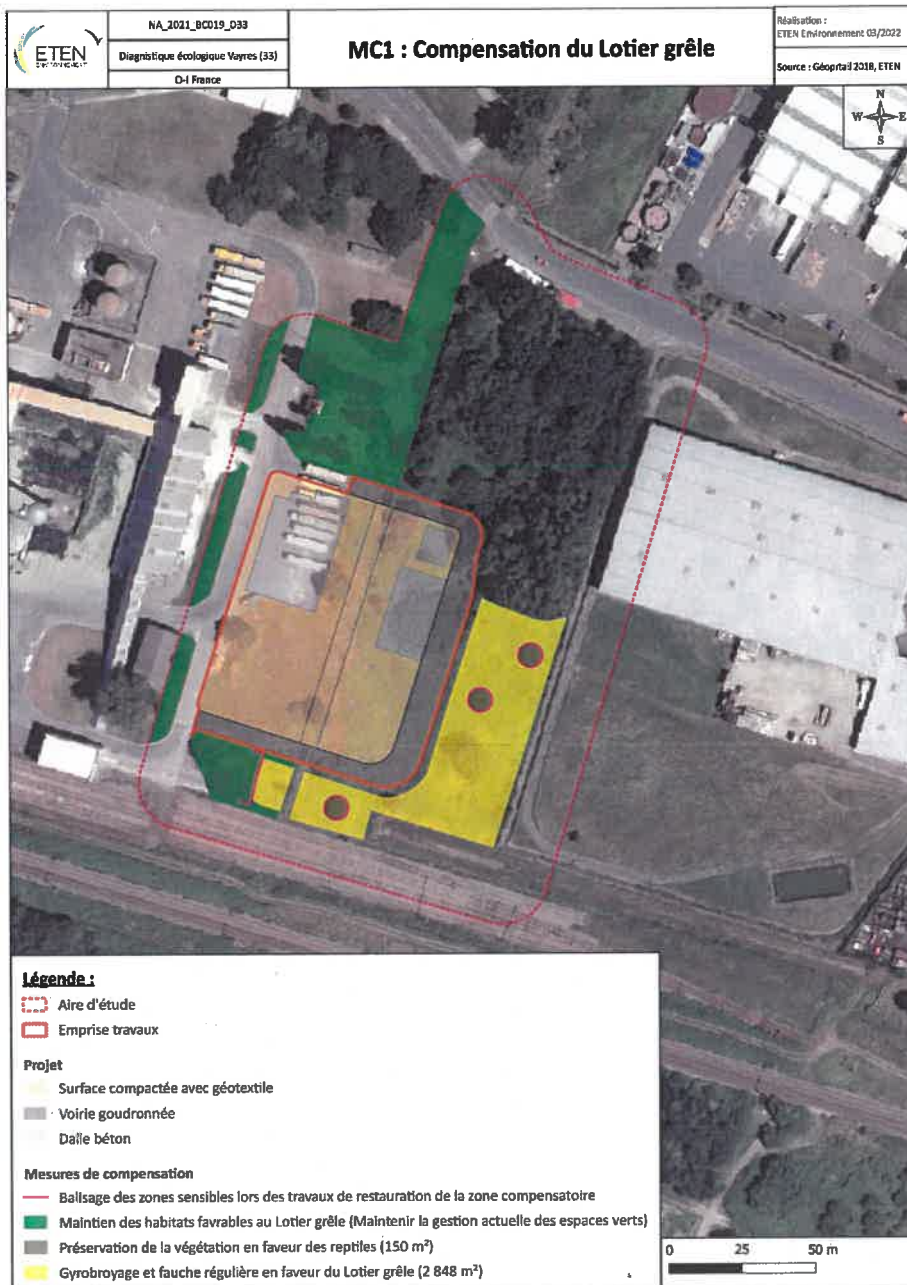 ETEN
ENVIRONNEMENT
NA_2021_BC019_D33
Diagnistique écologique Vayres (33)
O-I France
MC1 : Compensation du Lotier grêle
Réalisation :
ETEN Environnement 03/2022
Source : Géoprtail 2018, ETEN
N
W E
S
Légende :
Aire d'étude
Emprise travaux
Projet
Surface compactée avec géotextile
Voirie goudronnée
Dalle béton
Mesures de compensation
Balisage des zones sensibles lors des travaux de restauration de la zone compensatoire
Maintien des habitats favrables au Lotier grêle (Maintenir la gestion actuelle des espaces verts)
Préservation de la végétation en faveur des reptiles (150 m²)
Gyrobroyage et fauche régulière en faveur du Lotier grêle (2 848 m²)
0 25 50 m